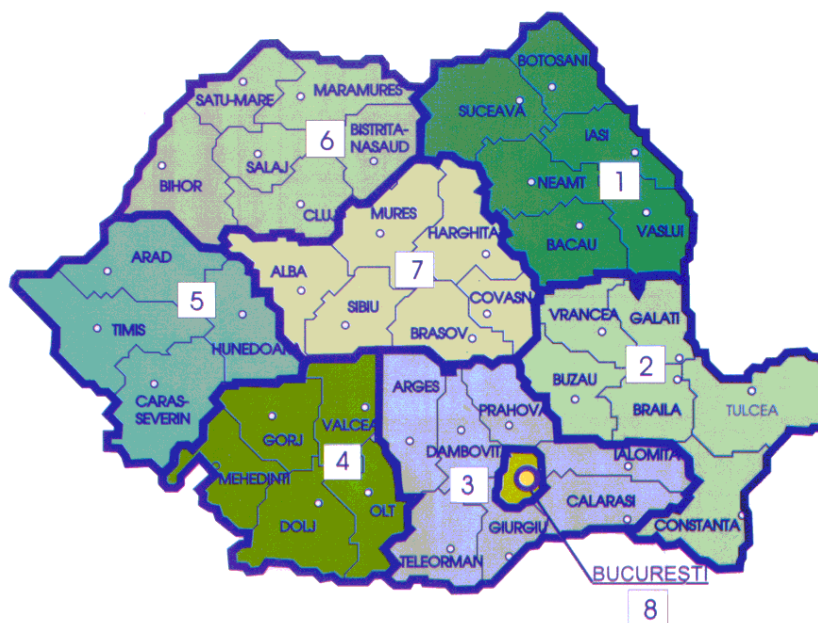 BOTOSANI
SUCEAVA
SATU-MARE
MARAMURES
BISTRITA-
NASAUD
6
IASI
SALAJ
BIHOR
NEAMT
1
CLUJ
MURES
VASLUI
BACAU
HARGHITA
ARAD
ALBA
7
5
COVASN
SIBIU
VRANCEA
GALATI
TIMIS
HUNEDOARA
BRASOV
2
ARGES
BUZAU
CARAS-
SEVERIN
PRAHOVA
BRAILA
TULCEA
GORJ
VALCEA
DAMBOVITA
IALOMITA
4
MEHEDINTI
3
CALARASI
DOLJ
OLT
GIURGIU
CONSTANTA
TELEORMAN
BUCUREȘTI
8